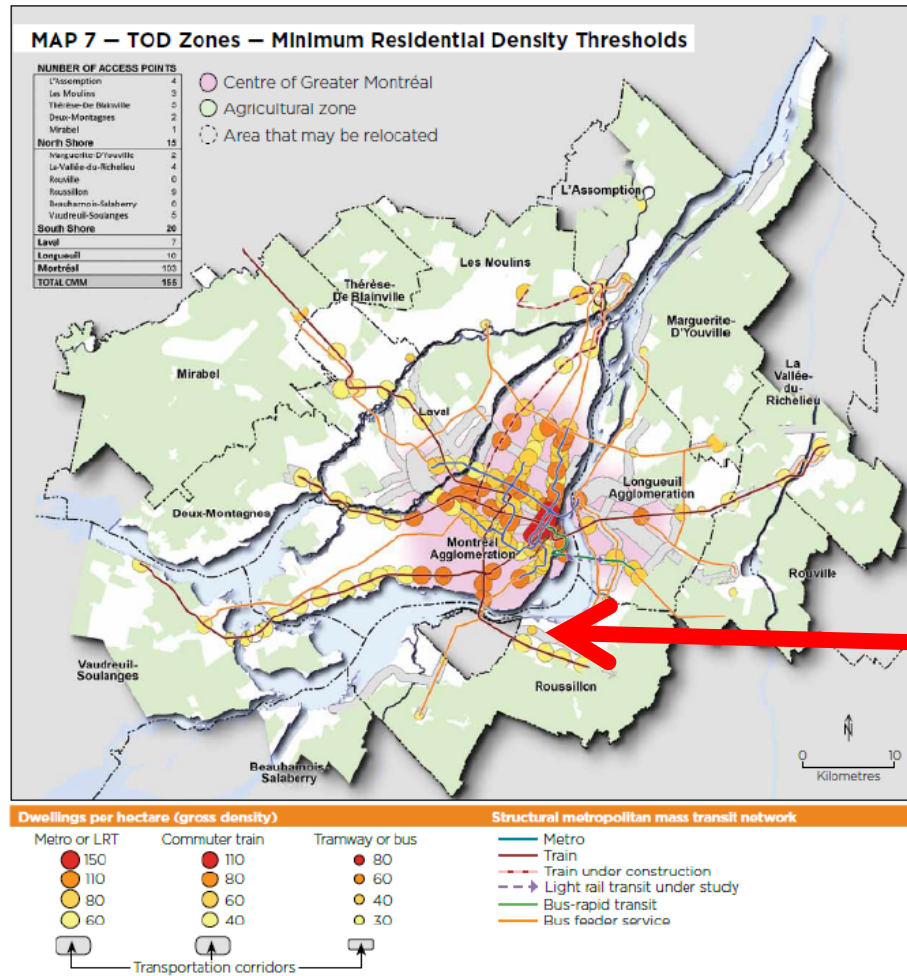 MAP 7 — TOD Zones — Minimum Residential Density Thresholds
NUMBER OF ACCESS POINTS
L'Assomption 4
Les Moulins 3
Thérèse-De Blainville 5
Deux-Montagnes 2
Mirabel 1
North Shore 15
Marguerite-D'Youville 2
La-Vallée-du-Richelieu 4
Rouville 0
Roussillon 9
Beauharnois-Salaberry 0
Vaudreuil-Soulanges 5
South Shore 20
Laval 7
Longueuil 10
Montréal 103
TOTAL CMM 155
Centre of Greater Montréal
Agricultural zone
Area that may be relocated
L'Assomption
Les Moulins
Thérèse-
De Blainville
Marguerite-
D'Youville
Mirabel
La
Vallée-
du-
Richelieu
Laval
Longueuil
Agglomeration
Deux-Montagnes
Montréal
Agglomeration
Rouville
Vaudreuil-
Soulanges
Roussillon
Beauharnois-
Salaberry
N
0 10
Kilometres
Dwellings per hectare (gross density)
Metro or LRT
150
110
80
60
Commuter train
110
80
60
40
Tramway or bus
80
60
40
30
Transportation corridors
Structural metropolitan mass transit network
Metro
Train
Train under construction
Light rail transit under study
Bus-rapid transit
Bus feeder service